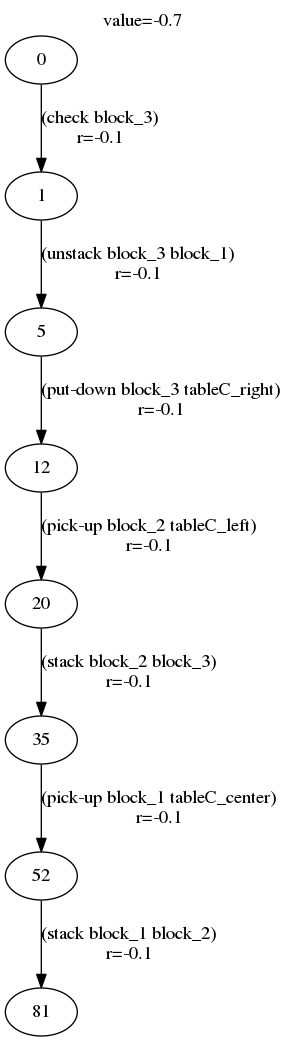 value=-0.7
0
(check block_3)
r=-0.1
1
(unstack block_3 block_1)
r=-0.1
5
(put-down block_3 tableC_right)
r=-0.1
12
(pick-up block_2 tableC_left)
r=-0.1
20
(stack block_2 block_3)
r=-0.1
35
(pick-up block_1 tableC_center)
r=-0.1
52
(stack block_1 block_2)
r=-0.1
81